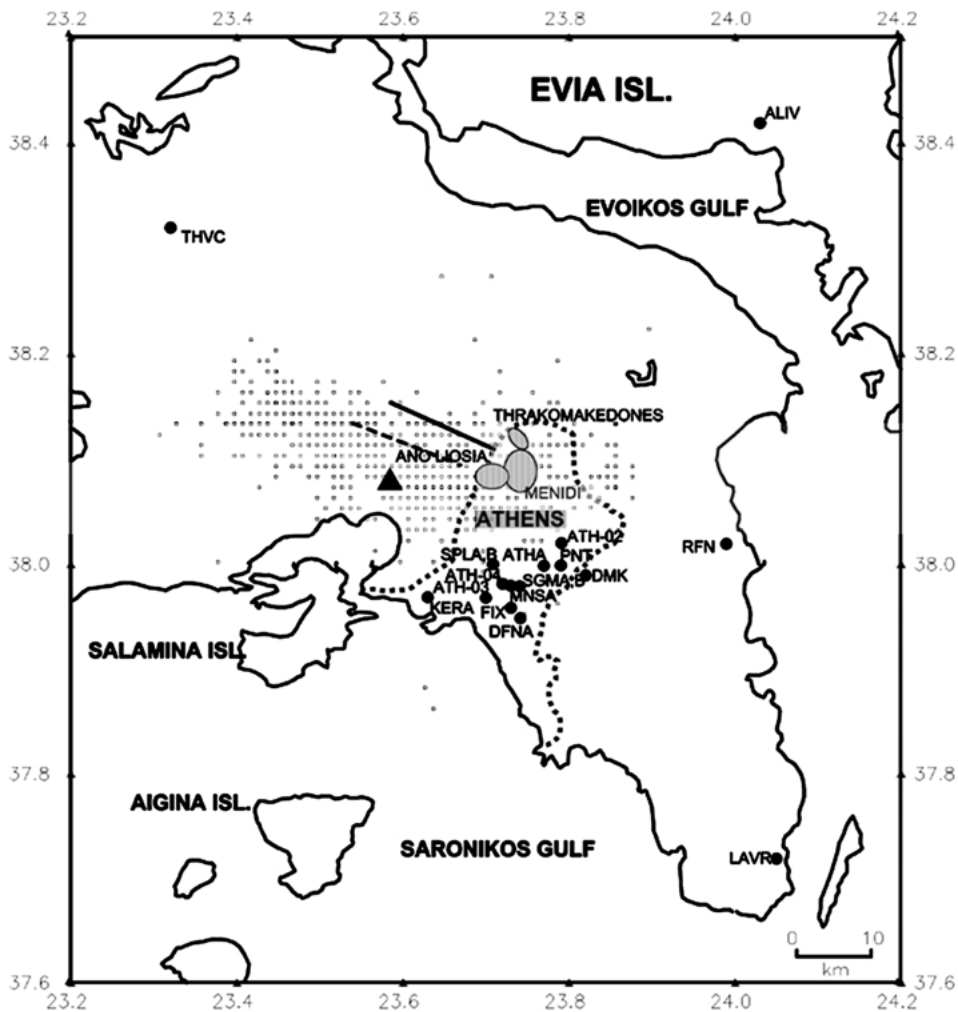 23.2 23.4 23.6 23.8 24.0 24.2
EVIA ISL.
ALIV
38.4 38.4
EVOIKOS GULF
THVC
38.2 38.2
THRAKOMAKEDONES
ANO LIOSIA
MENIDI
ATHENS
ATH-02
RFN
SPLA.B ATHA PNT
38.0 38.0
ATH-04 SGMA.B DMK
ATH-03 MNSA
KERA FIX
DFNA
SALAMINA ISL.
37.8 37.8
AIGINA ISL.
SARONIKOS GULF
LAVR
0 10
km
37.6 37.6
23.2 23.4 23.6 23.8 24.0 24.2